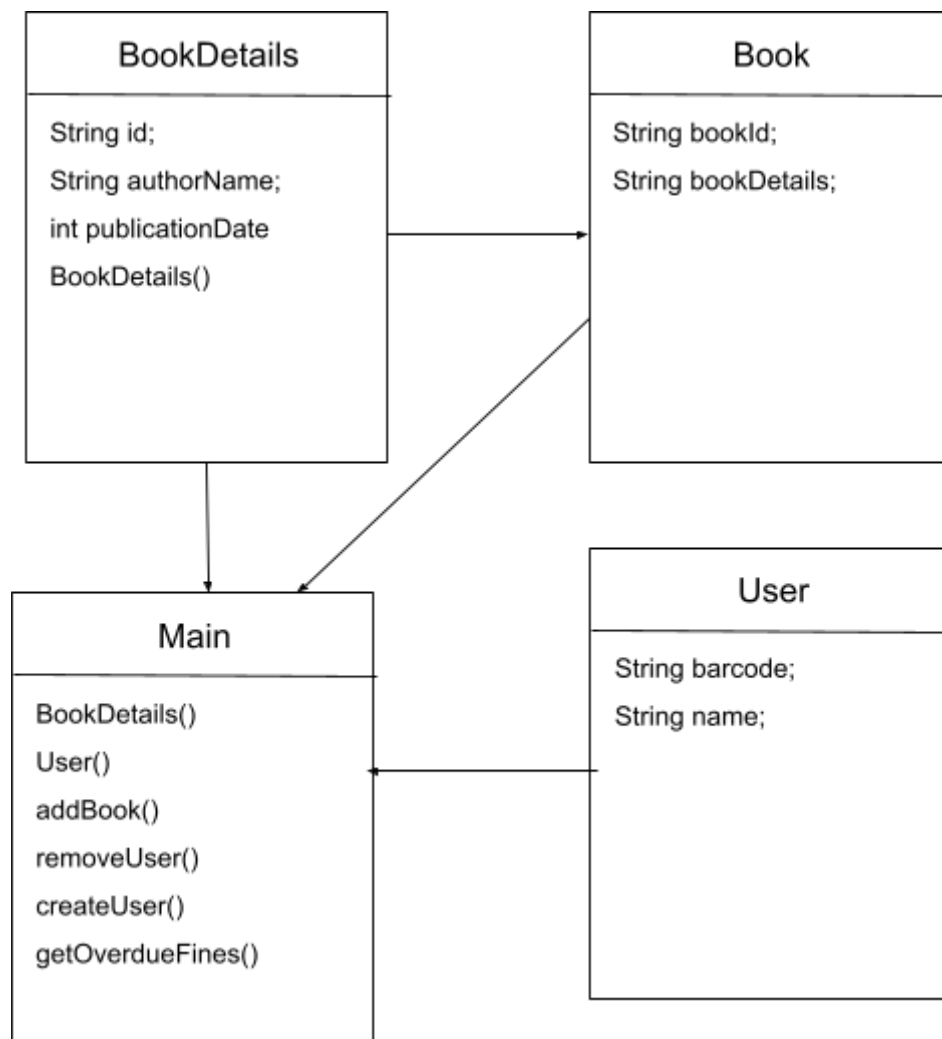 BookDetails
String id;
String authorName;
int publicationDate
BookDetails()
Book
String bookId;
String bookDetails;
Main
BookDetails()
User()
addBook()
removeUser()
createUser()
getOverdueFines()
User
String barcode;
String name;